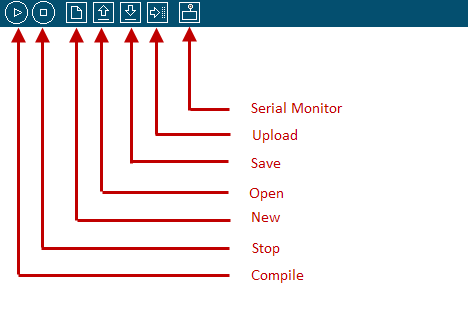 Serial Monitor
Upload
Save
Open
New
Stop
Compile